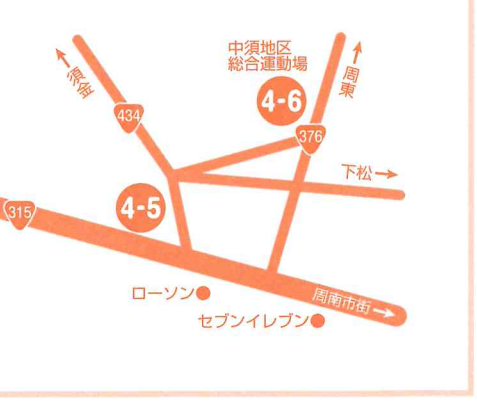 中須地区
総合運動場
4-6
周東
須金
434
376
下松
4-5
315
ローソン
周南市街
セブンイレブン